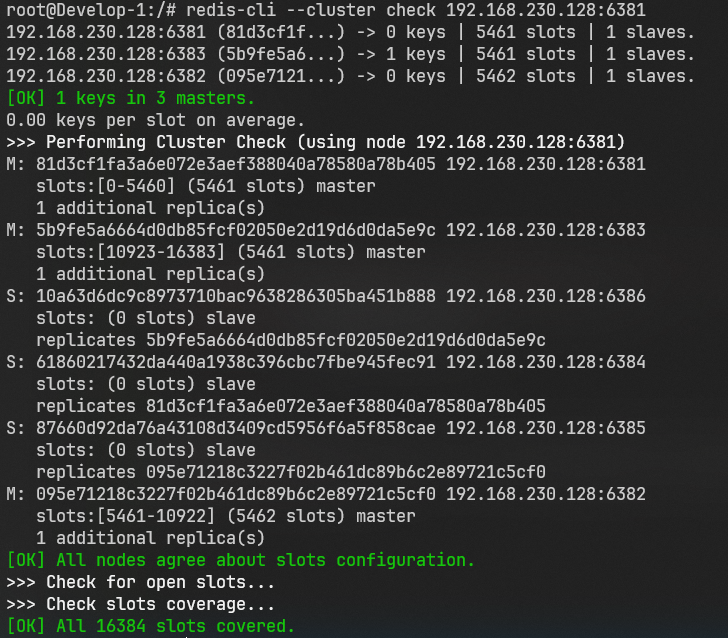 root@Develop-1:/# redis-cli --cluster check 192.168.230.128:6381
192.168.230.128:6381 (81d3cf1f...) -> 0 keys | 5461 slots | 1 slaves.
192.168.230.128:6383 (5b9fe5a6...) -> 1 keys | 5461 slots | 1 slaves.
192.168.230.128:6382 (095e7121...) -> 0 keys | 5462 slots | 1 slaves.
[OK] 1 keys in 3 masters.
0.00 keys per slot on average.
>>> Performing Cluster Check (using node 192.168.230.128:6381)
M: 81d3cf1fa3a6e072e3aef388040a78580a78b405 192.168.230.128:6381
   slots:[0-5460] (5461 slots) master
   1 additional replica(s)
M: 5b9fe5a6664d0db85fcf02050e2d19d6d0da5e9c 192.168.230.128:6383
   slots:[10923-16383] (5461 slots) master
   1 additional replica(s)
S: 10a63d6dc9c8973710bac9638286305ba451b888 192.168.230.128:6386
   slots: (0 slots) slave
   replicates 5b9fe5a6664d0db85fcf02050e2d19d6d0da5e9c
S: 61860217432da440a1938c396cbc7fbe945fec91 192.168.230.128:6384
   slots: (0 slots) slave
   replicates 81d3cf1fa3a6e072e3aef388040a78580a78b405
S: 87660d92da76a43108d3409cd5956f6a5f858cae 192.168.230.128:6385
   slots: (0 slots) slave
   replicates 095e71218c3227f02b461dc89b6c2e89721c5cf0
M: 095e71218c3227f02b461dc89b6c2e89721c5cf0 192.168.230.128:6382
   slots:[5461-10922] (5462 slots) master
   1 additional replica(s)
[OK] All nodes agree about slots configuration.
>>> Check for open slots...
>>> Check slots coverage...
[OK] All 16384 slots covered.